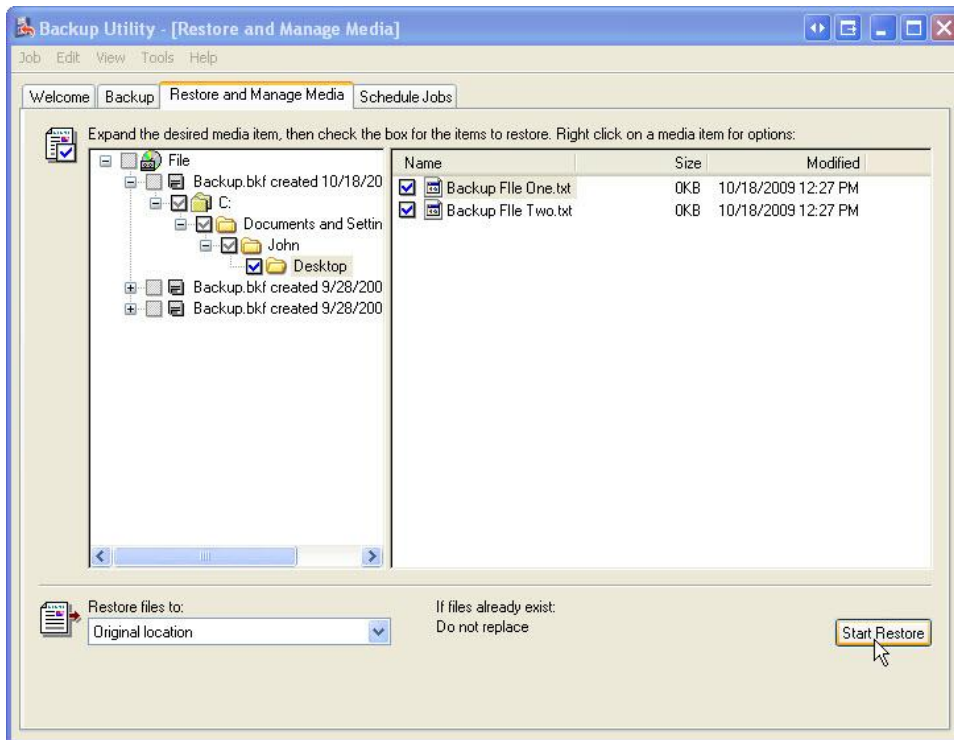 Backup Utility - [Restore and Manage Media]
Job Edit View Tools Help
Welcome Backup Restore and Manage Media Schedule Jobs
Expand the desired media item, then check the box for the items to restore. Right click on a media item for options:
File
Backup.bkf created 10/18/20
C:
Documents and Settin
John
Desktop
Backup.bkf created 9/28/200
Backup.bkf created 9/28/200
Name Size Modified
Backup FIle One.txt 0KB 10/18/2009 12:27 PM
Backup FIle Two.txt 0KB 10/18/2009 12:27 PM
Restore files to:
Original location
If files already exist:
Do not replace
Start Restore